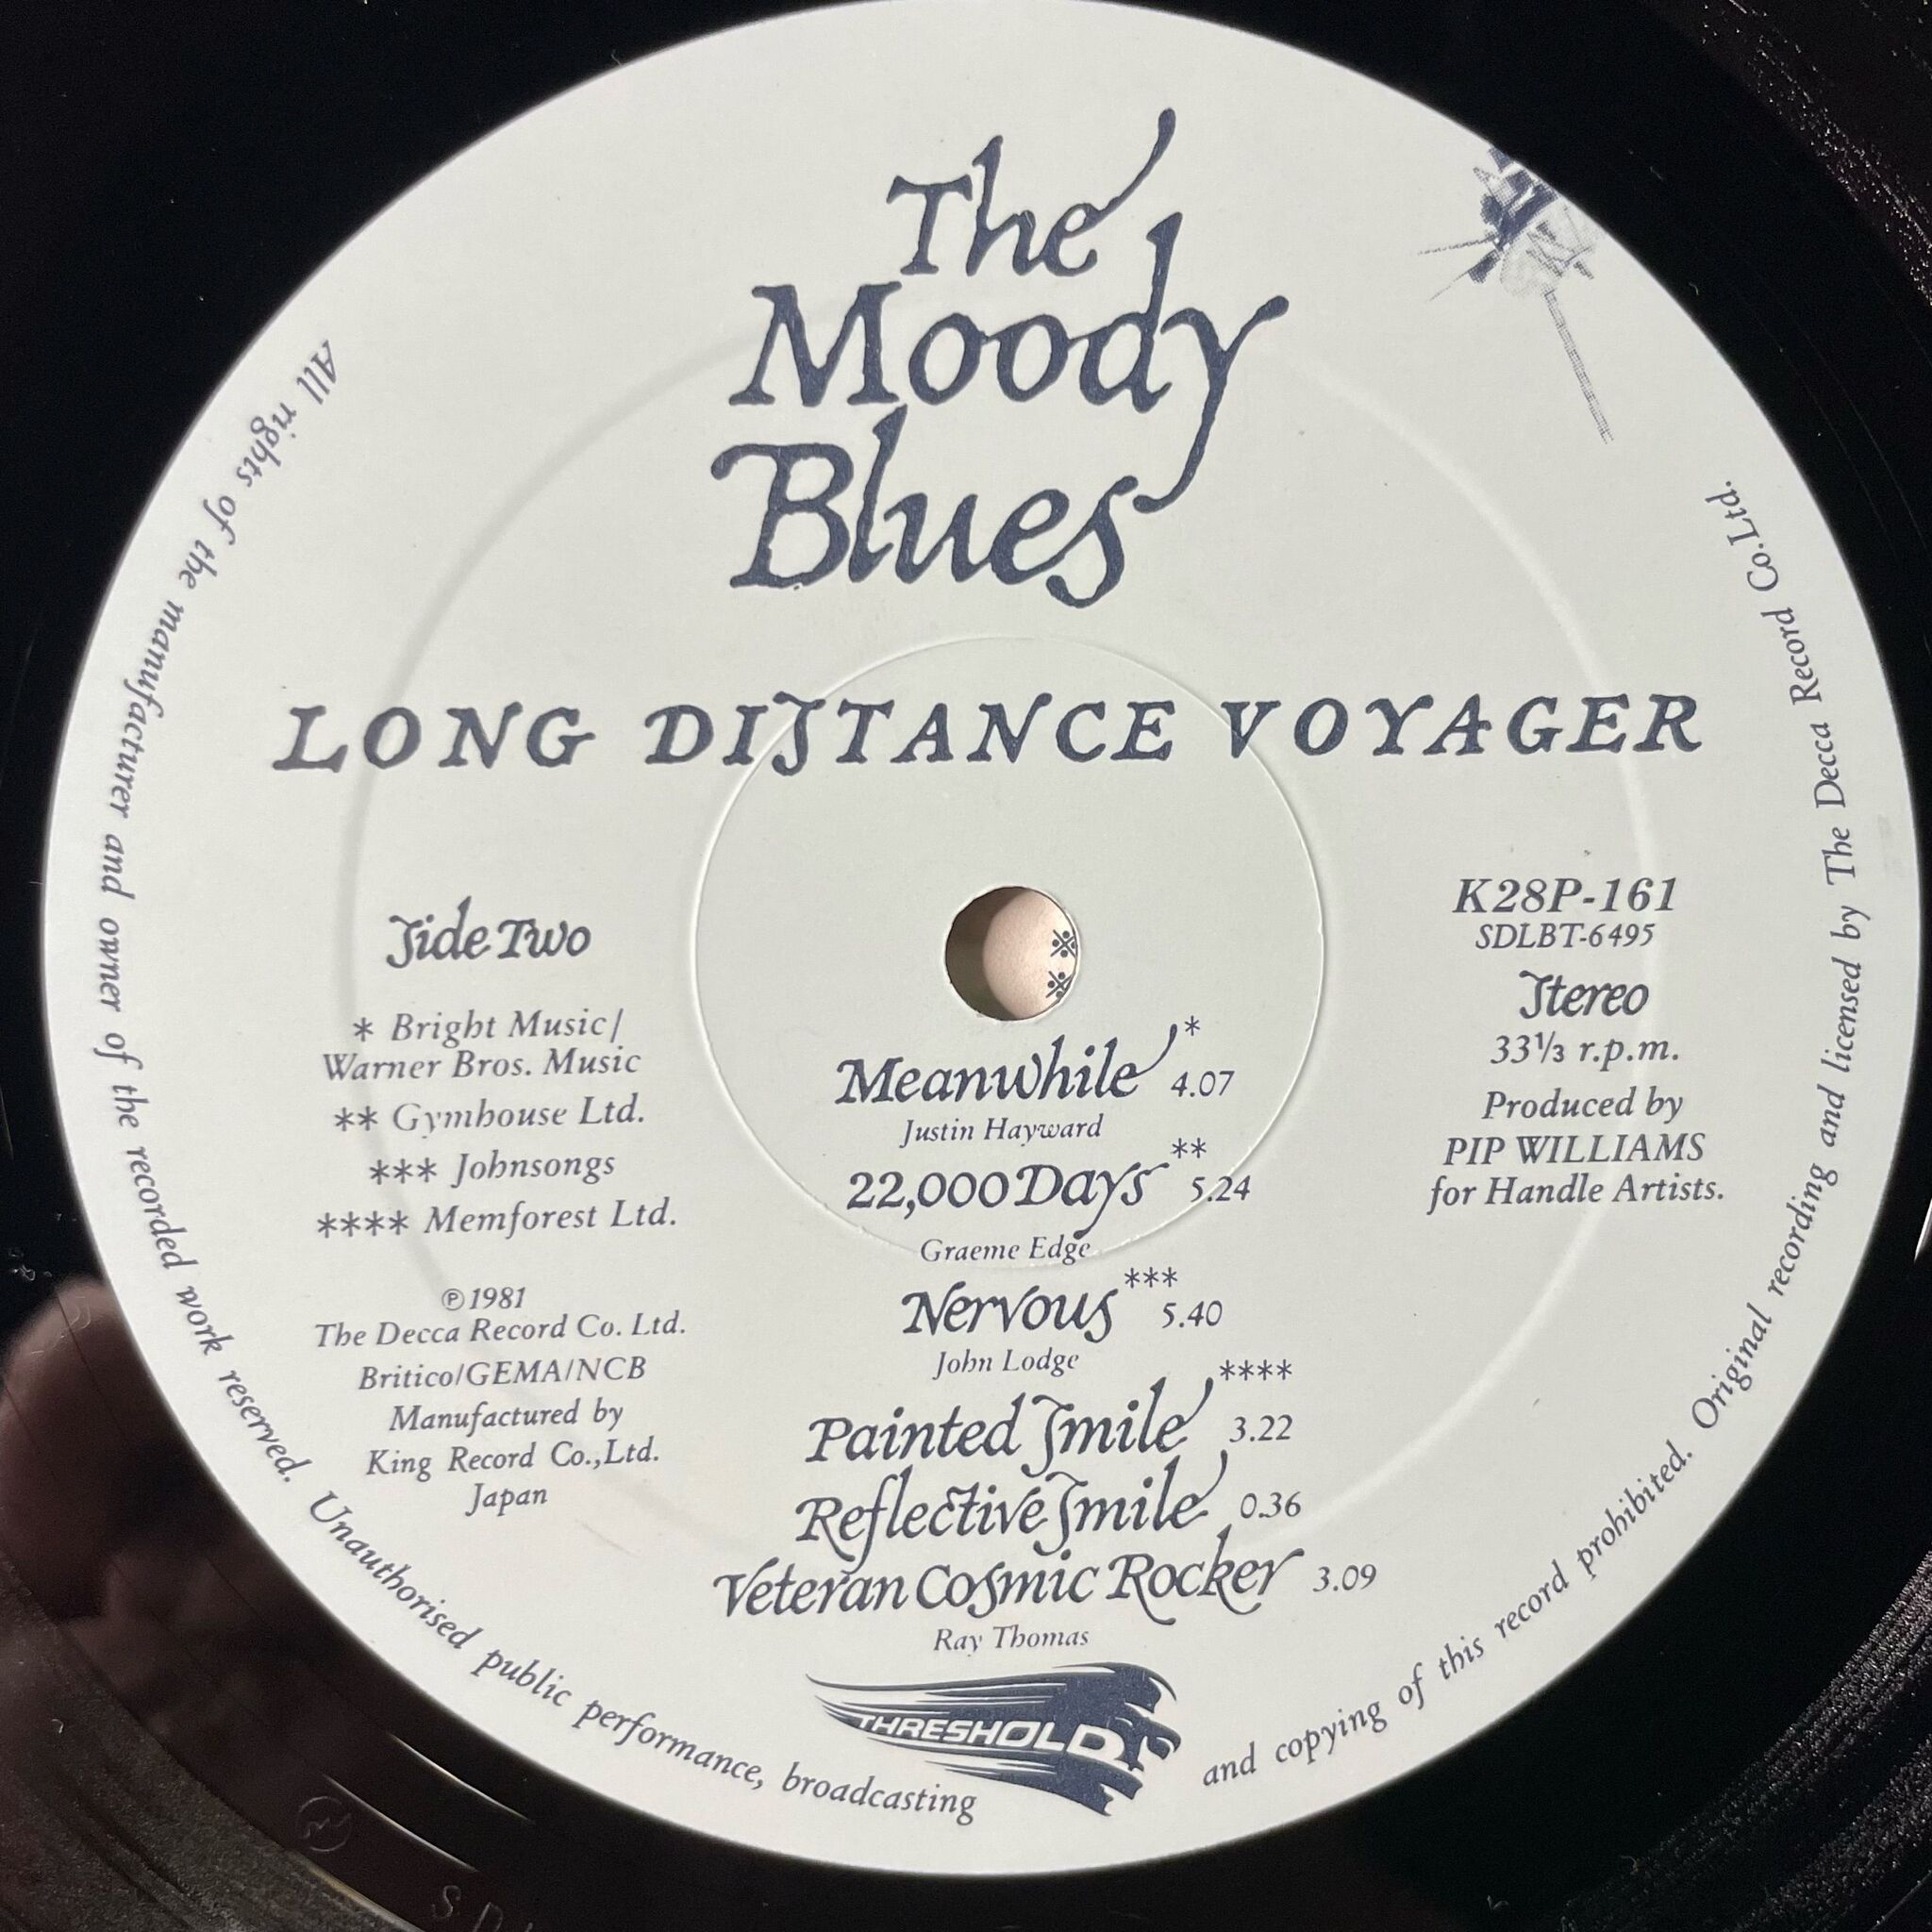 The
Moody
Blues
LONG DISTANCE VOYAGER
Side Two
* Bright Music/
Warner Bros. Music
** Gymhouse Ltd.
*** Johnsongs
**** Memforest Ltd.
℗1981
The Decca Record Co. Ltd.
Britico/GEMA/NCB
Manufactured by
King Record Co.,Ltd.
Japan
K28P-161
SDLBT-6495
Stereo
33⅓ r.p.m.
Produced by
PIP WILLIAMS
for Handle Artists.
※
※
Meanwhile * 4.07
Justin Hayward
22,000 Days ** 5.24
Graeme Edge
Nervous *** 5.40
John Lodge
Painted Smile **** 3.22
Reflective Smile 0.36
Veteran Cosmic Rocker 3.09
Ray Thomas
THRESHOLD
All rights of the manufacturer and owner of the recorded work reserved. Unauthorised public performance, broadcasting and copying of this record prohibited. Original recording and licensed by The Decca Record Co.Ltd.